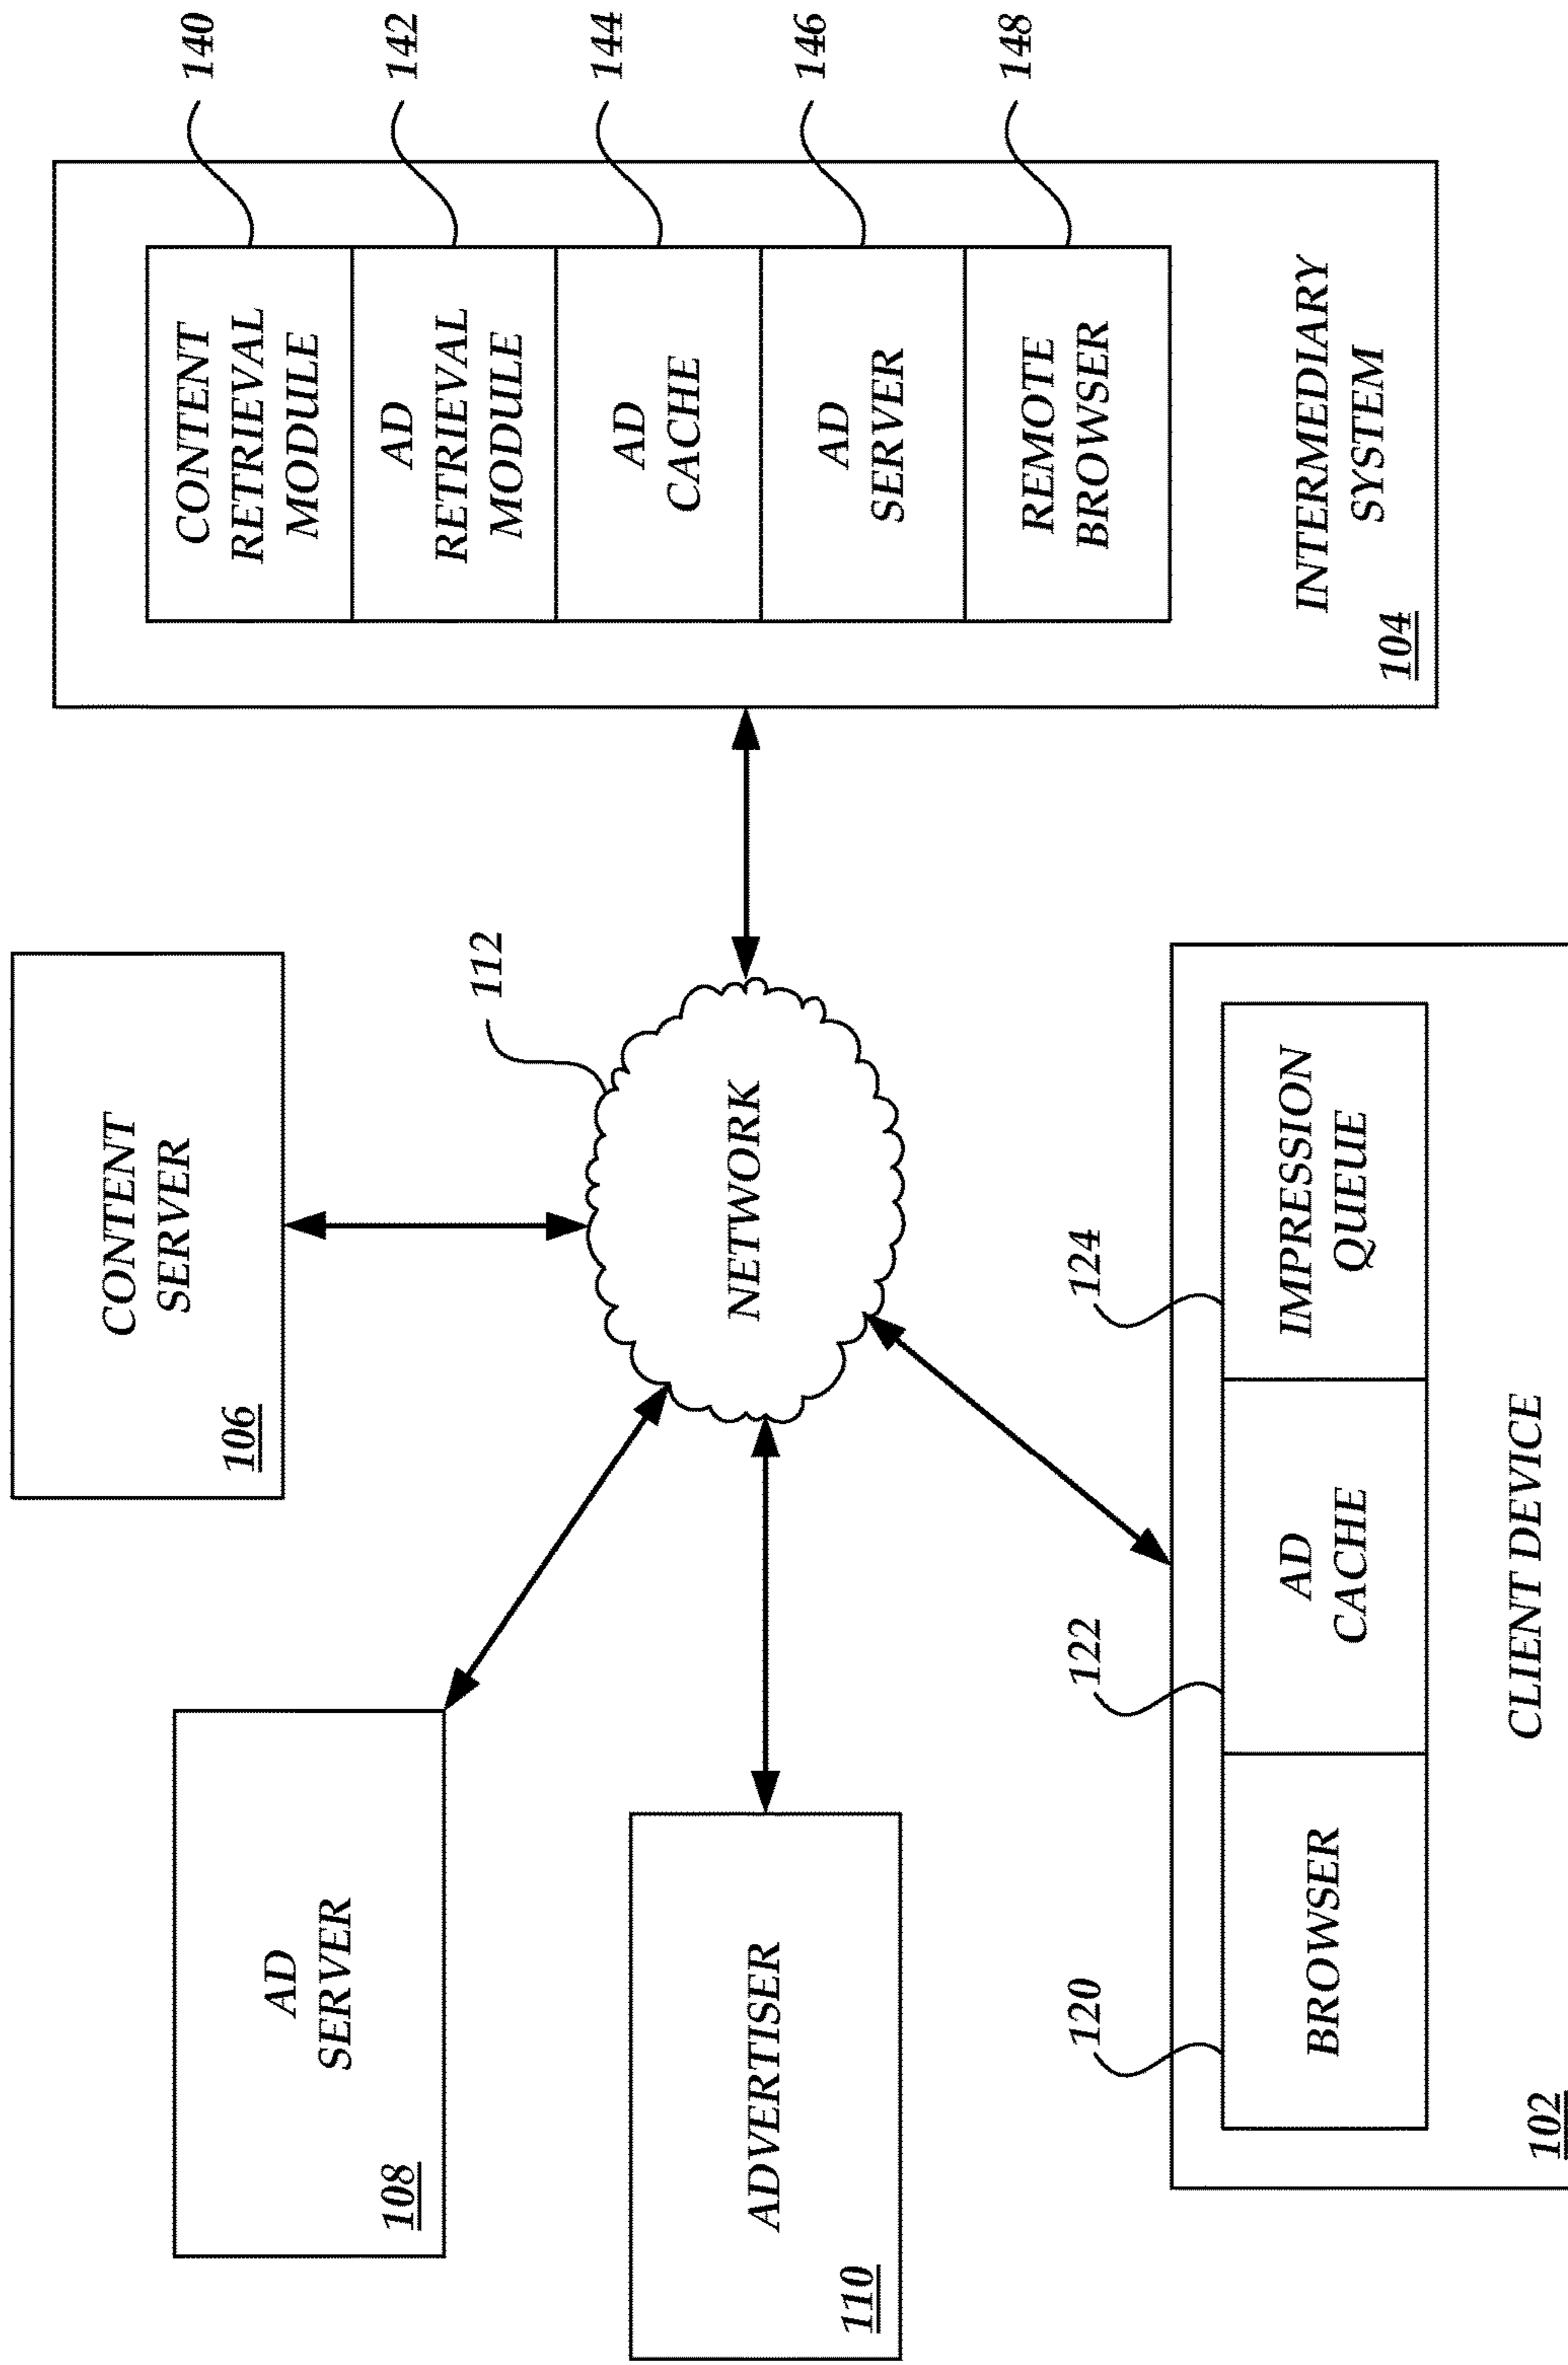 CONTENT
SERVER
106
AD
SERVER
108
ADVERTISER
110
112
NETWORK
CONTENT
RETRIEVAL
MODULE
140
AD
RETRIEVAL
MODULE
142
AD
CACHE
144
AD
SERVER
146
REMOTE
BROWSER
148
INTERMEDIARY
SYSTEM
104
120
BROWSER
122
AD
CACHE
124
IMPRESSION
QUEUE
CLIENT DEVICE
102